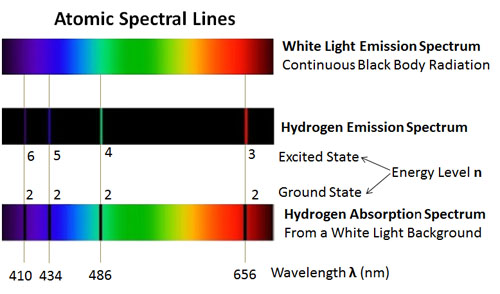 Atomic Spectral Lines
White Light Emission Spectrum
Continuous Black Body Radiation
Hydrogen Emission Spectrum
6 5 4 3 Excited State
Energy Level n
2 2 2 2 Ground State
Hydrogen Absorption Spectrum
From a White Light Background
410 434 486 656 Wavelength λ (nm)